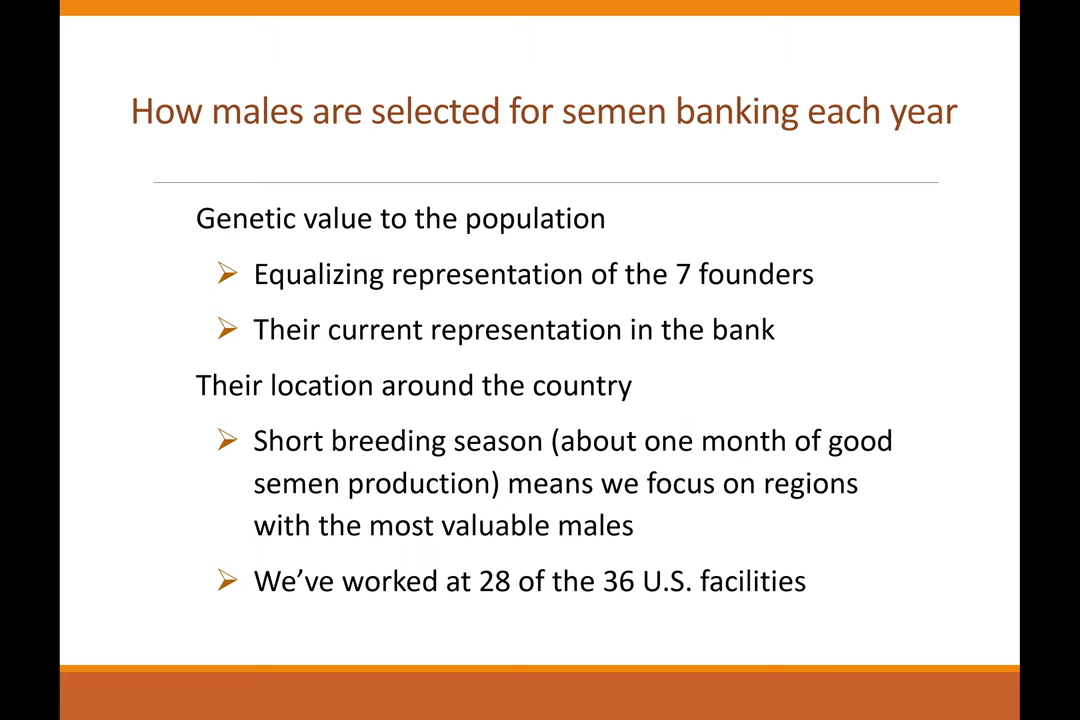 How males are selected for semen banking each year
Genetic value to the population
➢ Equalizing representation of the 7 founders
➢ Their current representation in the bank
Their location around the country
➢ Short breeding season (about one month of good
semen production) means we focus on regions
with the most valuable males
➢ We’ve worked at 28 of the 36 U.S. facilities